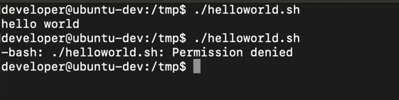 developer@ubuntu-dev:/tmp$ ./helloworld.sh
hello world
developer@ubuntu-dev:/tmp$ ./helloworld.sh
-bash: ./helloworld.sh: Permission denied
developer@ubuntu-dev:/tmp$